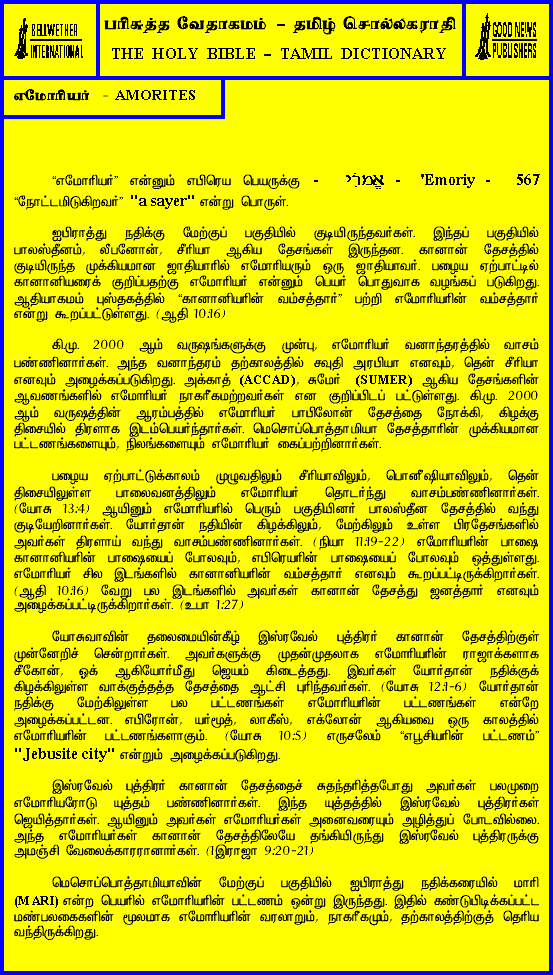 BELLWETHER
INTERNATIONAL
பரிசுத்த வேதாகமம் – தமிழ் சொல்லகராதி
THE HOLY BIBLE – TAMIL DICTIONARY
GOOD NEWS
PUBLISHERS
எமோரியர் - AMORITES
“எமோரியர்” என்னும் எபிரெய பெயருக்கு - אֱמֹרִי - 'Emoriy - 567
“நோட்டமிடுகிறவர்” "a sayer" என்று பொருள்.
ஐபிராத்து நதிக்கு மேற்குப் பகுதியில் குடியிருந்தவர்கள். இந்தப் பகுதியில்
பாலஸ்தீனம், லீபனோன், சீரியா ஆகிய தேசங்கள் இருந்தன. கானான் தேசத்தில்
குடியிருந்த முக்கியமான ஜாதியாரில் எமோரியரும் ஒரு ஜாதியாவர். பழைய ஏற்பாட்டில்
கானானியரைக் குறிப்பதற்கு எமோரியர் என்னும் பெயர் பொதுவாக வழங்கப் படுகிறது.
ஆதியாகமம் புஸ்தகத்தில் “கானானியரின் வம்சத்தார்” பற்றி எமோரியரின் வம்சத்தார்
என்று கூறப்பட்டுள்ளது. (ஆதி 10:16)
கி.மு. 2000 ஆம் வருஷங்களுக்கு முன்பு, எமோரியர் வனாந்தரத்தில் வாசம்
பண்ணினார்கள். அந்த வனாந்தரம் தற்காலத்தில் சவுதி அரபியா எனவும், தென் சீரியா
எனவும் அழைக்கப்படுகிறது. அக்காத் (ACCAD), சுமேர் (SUMER) ஆகிய தேசங்களின்
ஆவணங்களில் எமோரியர் நாகரீகமற்றவர்கள் என குறிப்பிடப் பட்டுள்ளது. கி.மு. 2000
ஆம் வருஷத்தின் ஆரம்பத்தில் எமோரியர் பாபிலோன் தேசத்தை நோக்கி, கிழக்கு
திசையில் திரளாக இடம்பெயர்ந்தார்கள். மெசொப்பொத்தாமியா தேசத்தாரின் முக்கியமான
பட்டணங்களையும், நிலங்களையும் எமோரியர் கைப்பற்றினார்கள்.
பழைய ஏற்பாட்டுக்காலம் முழுவதிலும் சீரியாவிலும், பொனீஷியாவிலும், தென்
திசையிலுள்ள பாலைவனத்திலும் எமோரியர் தொடர்ந்து வாசம்பண்ணினார்கள்.
(யோசு 13:4) ஆயினும் எமோரியரில் பெரும் பகுதியினர் பாலஸ்தீன தேசத்தில் வந்து
குடியேறினார்கள். யோர்தான் நதியின் கிழக்கிலும், மேற்கிலும் உள்ள பிரதேசங்களில்
அவர்கள் திரளாய் வந்து வாசம்பண்ணினார்கள். (நியா 11:19-22) எமோரியரின் பாஷை
கானானியரின் பாஷையைப் போலவும், எபிரெயரின் பாஷையைப் போலவும் ஒத்துள்ளது.
எமோரியர் சில இடங்களில் கானானியரின் வம்சத்தார் எனவும் கூறப்பட்டிருக்கிறார்கள்.
(ஆதி 10:16) வேறு பல இடங்களில் அவர்கள் கானான் தேசத்து ஜனத்தார் எனவும்
அழைக்கப்பட்டிருக்கிறார்கள். (உபா 1:27)
யோசுவாவின் தலைமையின்கீழ் இஸ்ரவேல் புத்திரர் கானான் தேசத்திற்குள்
முன்னேறிச் சென்றார்கள். அவர்களுக்கு முதன்முதலாக எமோரியரின் ராஜாக்களாக
சீகோன், ஓக் ஆகியோர்மீது ஜெயம் கிடைத்தது. இவர்கள் யோர்தான் நதிக்குக்
கிழக்கிலுள்ள வாக்குத்தத்த தேசத்தை ஆட்சி புரிந்தவர்கள். (யோசு 12:1-6) யோர்தான்
நதிக்கு மேற்கிலுள்ள பல பட்டணங்கள் எமோரியரின் பட்டணங்கள் என்றே
அழைக்கப்பட்டன. எபிரோன், யர்மூத், லாகீஸ், எக்லோன் ஆகியவை ஒரு காலத்தில்
எமோரியரின் பட்டணங்களாகும். (யோசு 10:5) எருசலேம் “எபூசியரின் பட்டணம்”
"Jebusite city" என்றும் அழைக்கப்படுகிறது.
இஸ்ரவேல் புத்திரர் கானான் தேசத்தைச் சுதந்தரித்தபோது அவர்கள் பலமுறை
எமோரியரோடு யுத்தம் பண்ணினார்கள். இந்த யுத்தத்தில் இஸ்ரவேல் புத்திரர்கள்
ஜெயித்தார்கள். ஆயினும் அவர்கள் எமோரியர்கள் அனைவரையும் அழித்துப் போடவில்லை.
அந்த எமோரியர்கள் கானான் தேசத்திலேயே தங்கியிருந்து இஸ்ரவேல் புத்திரருக்கு
அமஞ்சி வேலைக்காரரானார்கள். (1இராஜா 9:20-21)
மெசொப்பொத்தாமியாவின் மேற்குப் பகுதியில் ஐபிராத்து நதிக்கரையில் மாரி
(MARI) என்ற பெயரில் எமோரியரின் பட்டணம் ஒன்று இருந்தது. இதில் கண்டுபிடிக்கப்பட்ட
மண்பலகைகளின் மூலமாக எமோரியரின் வரலாறும், நாகரீகமும், தற்காலத்திற்குத் தெரிய
வந்திருக்கிறது.